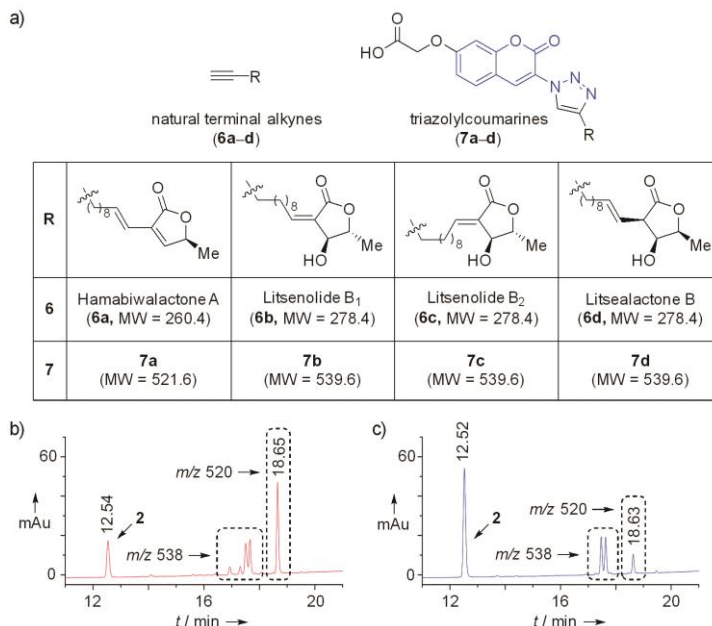 a)
HO
O
O
O
O
N
N
N
R
R
natural terminal alkynes
(6a–d)
triazolylcoumarines
(7a–d)
R
8
O
O
Me
8
O
O
HO
Me
8
O
O
HO
Me
8
O
O
HO
Me
6
Hamabiwalactone A
(6a, MW = 260.4)
Litsenolide B1
(6b, MW = 278.4)
Litsenolide B2
(6c, MW = 278.4)
Litsealactone B
(6d, MW = 278.4)
7
7a
(MW = 521.6)
7b
(MW = 539.6)
7c
(MW = 539.6)
7d
(MW = 539.6)
b)
60
mAu
0
12.54
2
m/z 520
m/z 538
18.65
12
16
20
t / min
c)
60
mAu
0
12.52
2
m/z 520
m/z 538
18.63
12
16
20
t / min